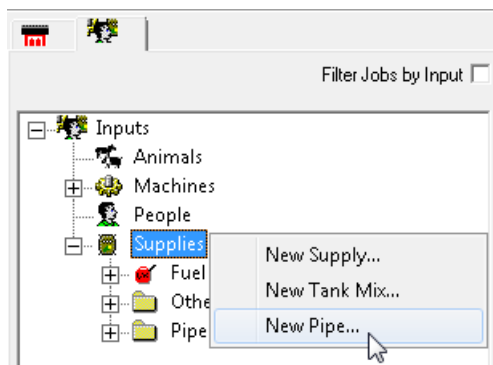 Filter Jobs by Input
Inputs
Animals
Machines
People
Supplies
New Supply...
Fuel
New Tank Mix...
Othe
New Pipe...
Pipe